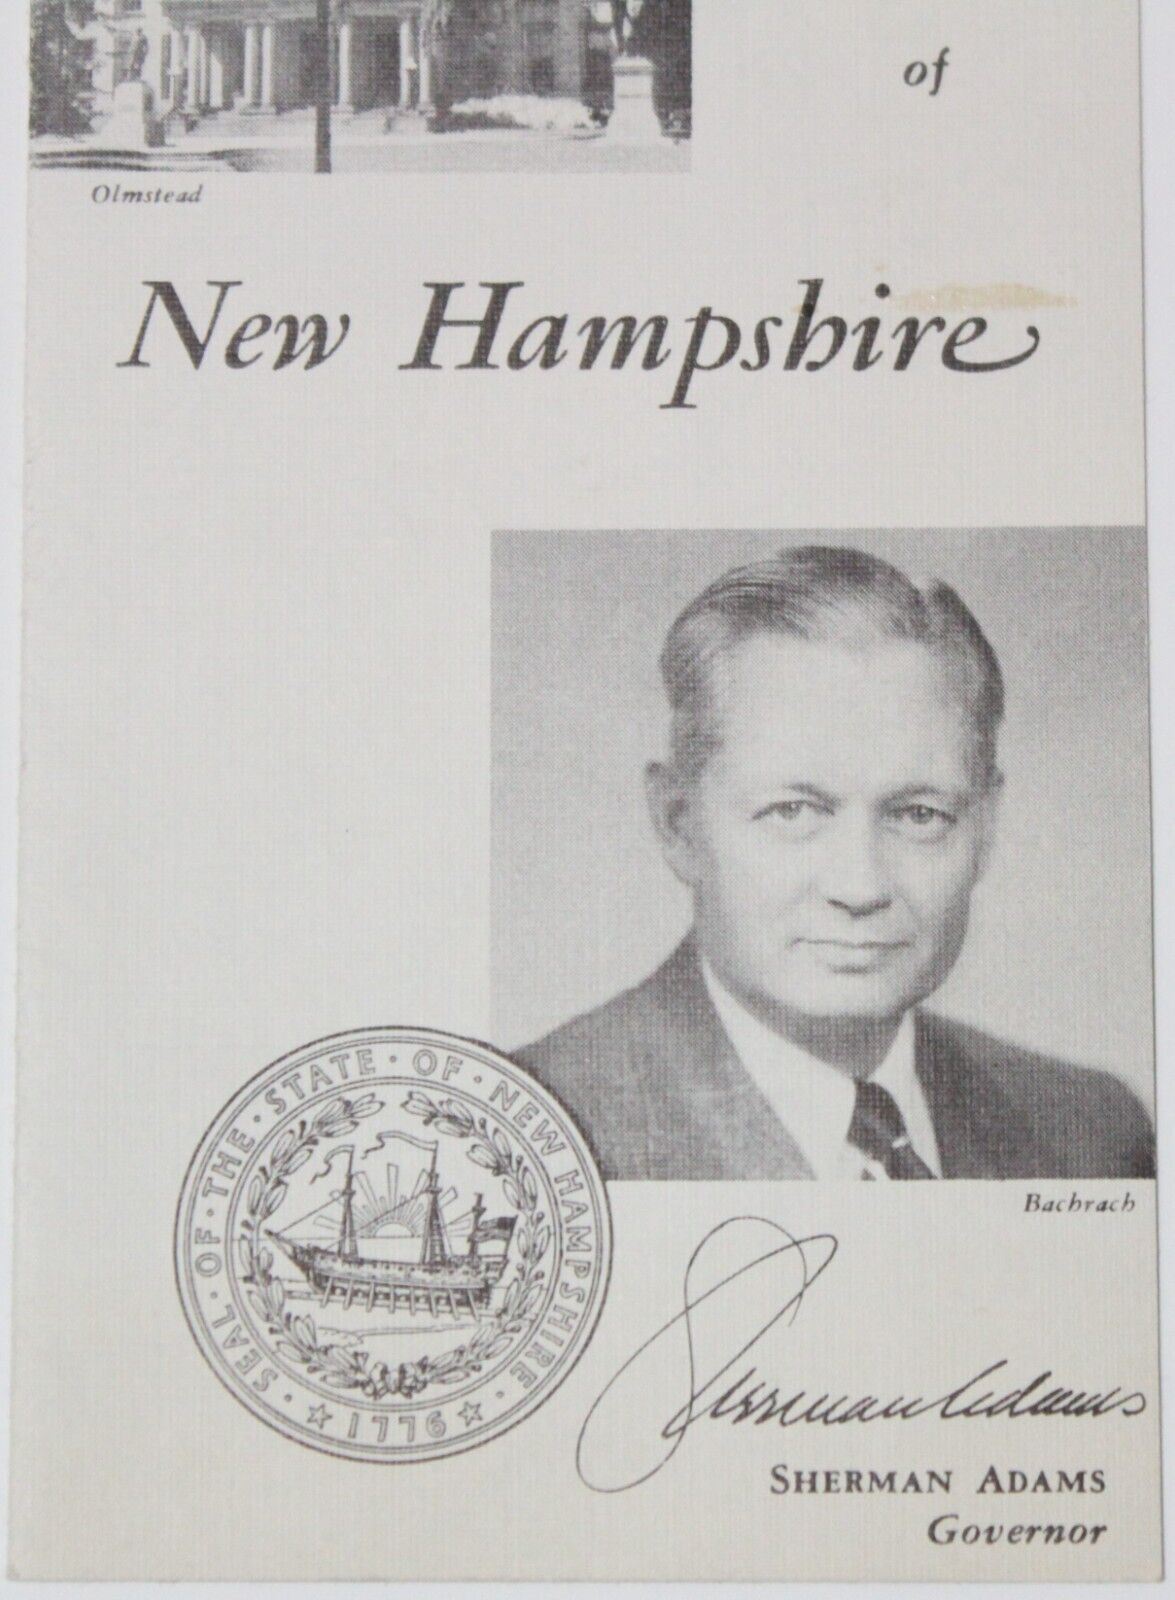 of
Olmstead
New Hampshire
SEAL · OF · THE · STATE · OF · NEW HAMPSHIRE ·
★ 1776 ★
Bachrach
Sherman Adams
SHERMAN ADAMS
Governor